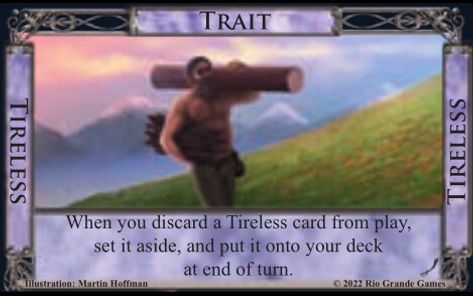 TRAIT
TIRELESS
TIRELESS
When you discard a Tireless card from play,
set it aside, and put it onto your deck
at end of turn.
Illustration: Martin Hoffman © 2022 Rio Grande Games